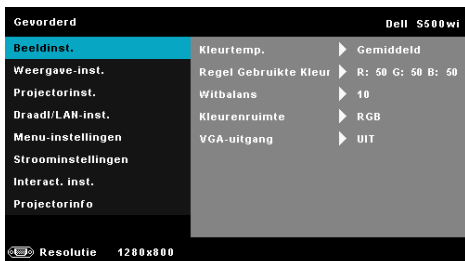 Gevorderd Dell S500wi
Beeldinst. Kleurtemp. Gemiddeld
Weergave-inst. Regel Gebruikte Kleur R: 50 G: 50 B: 50
Projectorinst. Witbalans 10
Draadl/LAN-inst. Kleurenruimte RGB
Menu-instellingen VGA-uitgang UIT
Stroominstellingen
Interact. inst.
Projectorinfo
Resolutie 1280x800